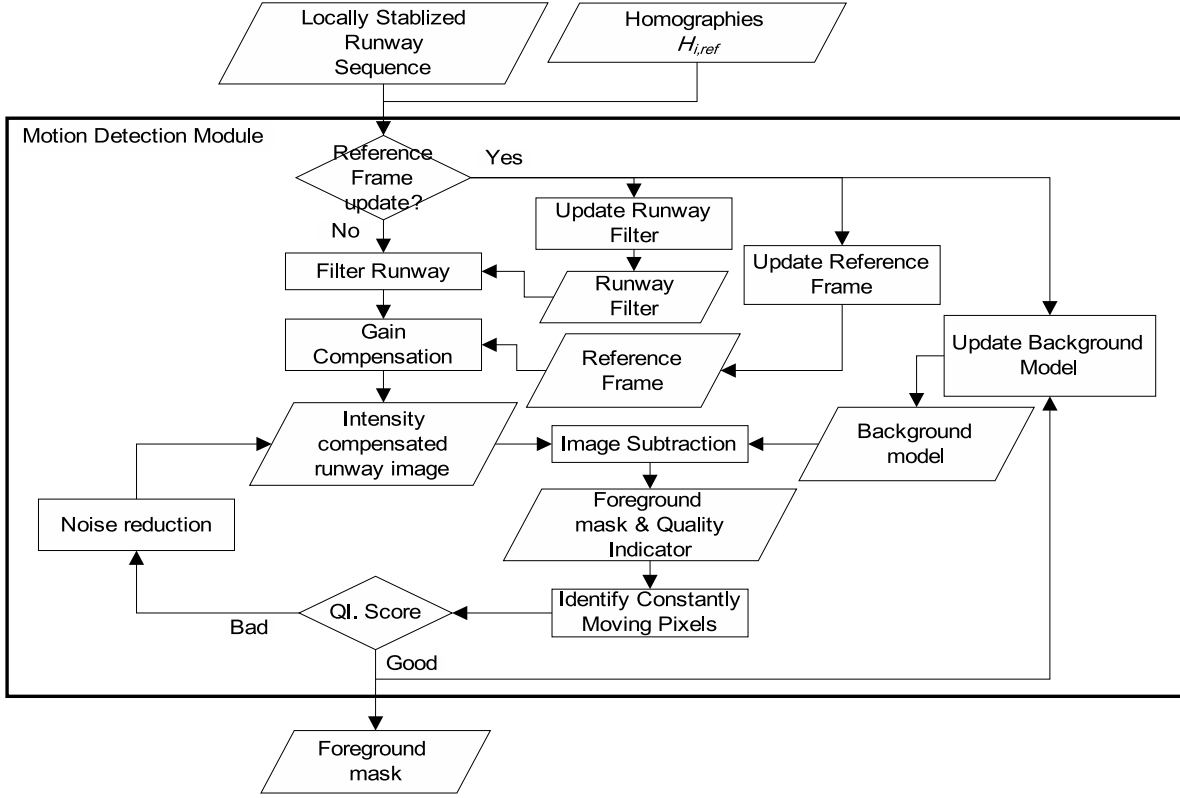 Locally Stablized
Runway
Sequence
Homographies
Hi,ref
Motion Detection Module
Reference
Frame
update?
Yes
No
Update Runway
Filter
Update Reference
Frame
Filter Runway
Runway
Filter
Gain
Compensation
Reference
Frame
Update Background
Model
Intensity
compensated
runway image
Image Subtraction
Background
model
Noise reduction
Foreground
mask & Quality
Indicator
QI. Score
Identify Constantly
Moving Pixels
Bad
Good
Foreground
mask